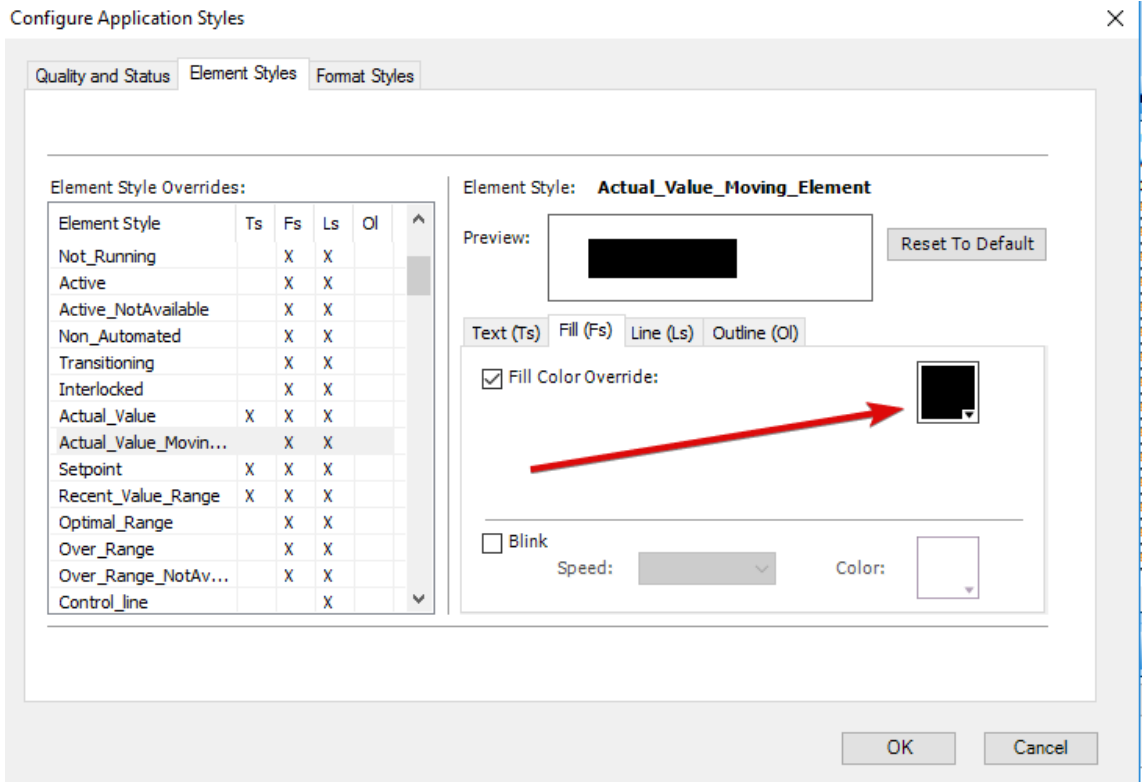 Configure Application Styles
Quality and Status
Element Styles
Format Styles
Element Style Overrides:
Element Style Ts Fs Ls Ol
Not_Running X X
Active X X
Active_NotAvailable X X
Non_Automated X X
Transitioning X X
Interlocked X X
Actual_Value X X X
Actual_Value_Movin... X X
Setpoint X X X
Recent_Value_Range X X X
Optimal_Range X X
Over_Range X X
Over_Range_NotAv... X X
Control_line X
Element Style: Actual_Value_Moving_Element
Preview:
Reset To Default
Text (Ts)
Fill (Fs)
Line (Ls)
Outline (Ol)
Fill Color Override:
Blink
Speed:
Color:
OK
Cancel